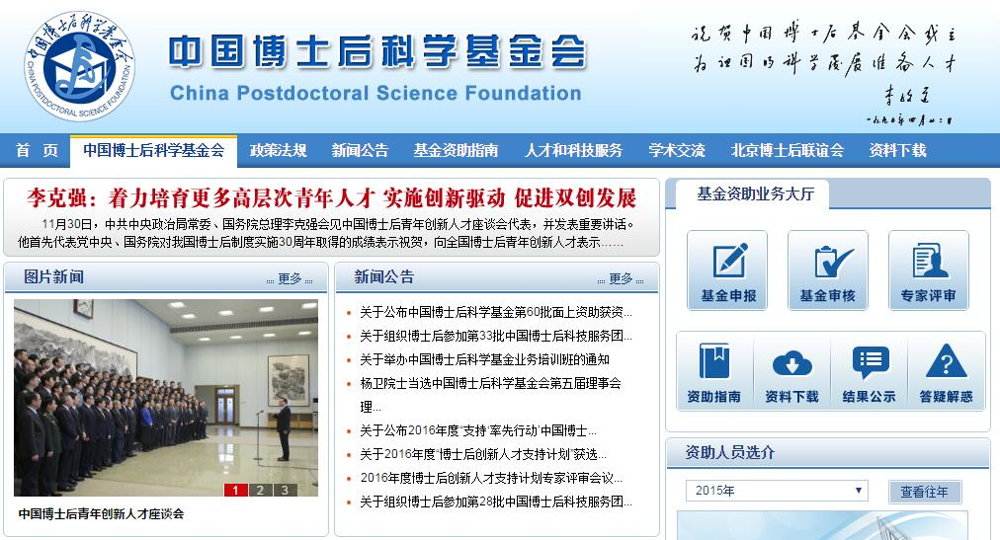 中国博士后科学基金会
CHINA POSTDOCTORAL SCIENCE FOUNDATION
中国博士后科学基金会
China Postdoctoral Science Foundation
祝贺中国博士后基金会成立
为祖国的科学发展准备人才
李政道
一九九〇年四月廿二日
首 页 中国博士后科学基金会 政策法规 新闻公告 基金资助指南 人才和科技服务 学术交流 北京博士后联谊会 资料下载
李克强：着力培育更多高层次青年人才 实施创新驱动 促进双创发展
11月30日，中共中央政治局常委、国务院总理李克强会见中国博士后青年创新人才座谈会代表，并发表重要讲话。
他首先代表党中央、国务院对我国博士后制度实施30周年取得的成绩表示祝贺，向全国博士后青年创新人才表示……
图片新闻
更多
1 2 3
中国博士后青年创新人才座谈会
新闻公告
更多
关于公布中国博士后科学基金第60批面上资助获资...
关于组织博士后参加第33批中国博士后科技服务团...
关于举办中国博士后科学基金业务培训班的通知
杨卫院士当选中国博士后科学基金会第五届理事会
理...
关于公布2016年度“支持‘率先行动’中国博士...
关于2016年度“博士后创新人才支持计划”获选...
2016年度博士后创新人才支持计划专家评审会议...
关于组织博士后参加第28批中国博士后科技服务团...
基金资助业务大厅
基金申报 基金审核 专家评审
资助指南 资料下载 结果公示 答疑解惑
资助人员选介
2015年 查看往年